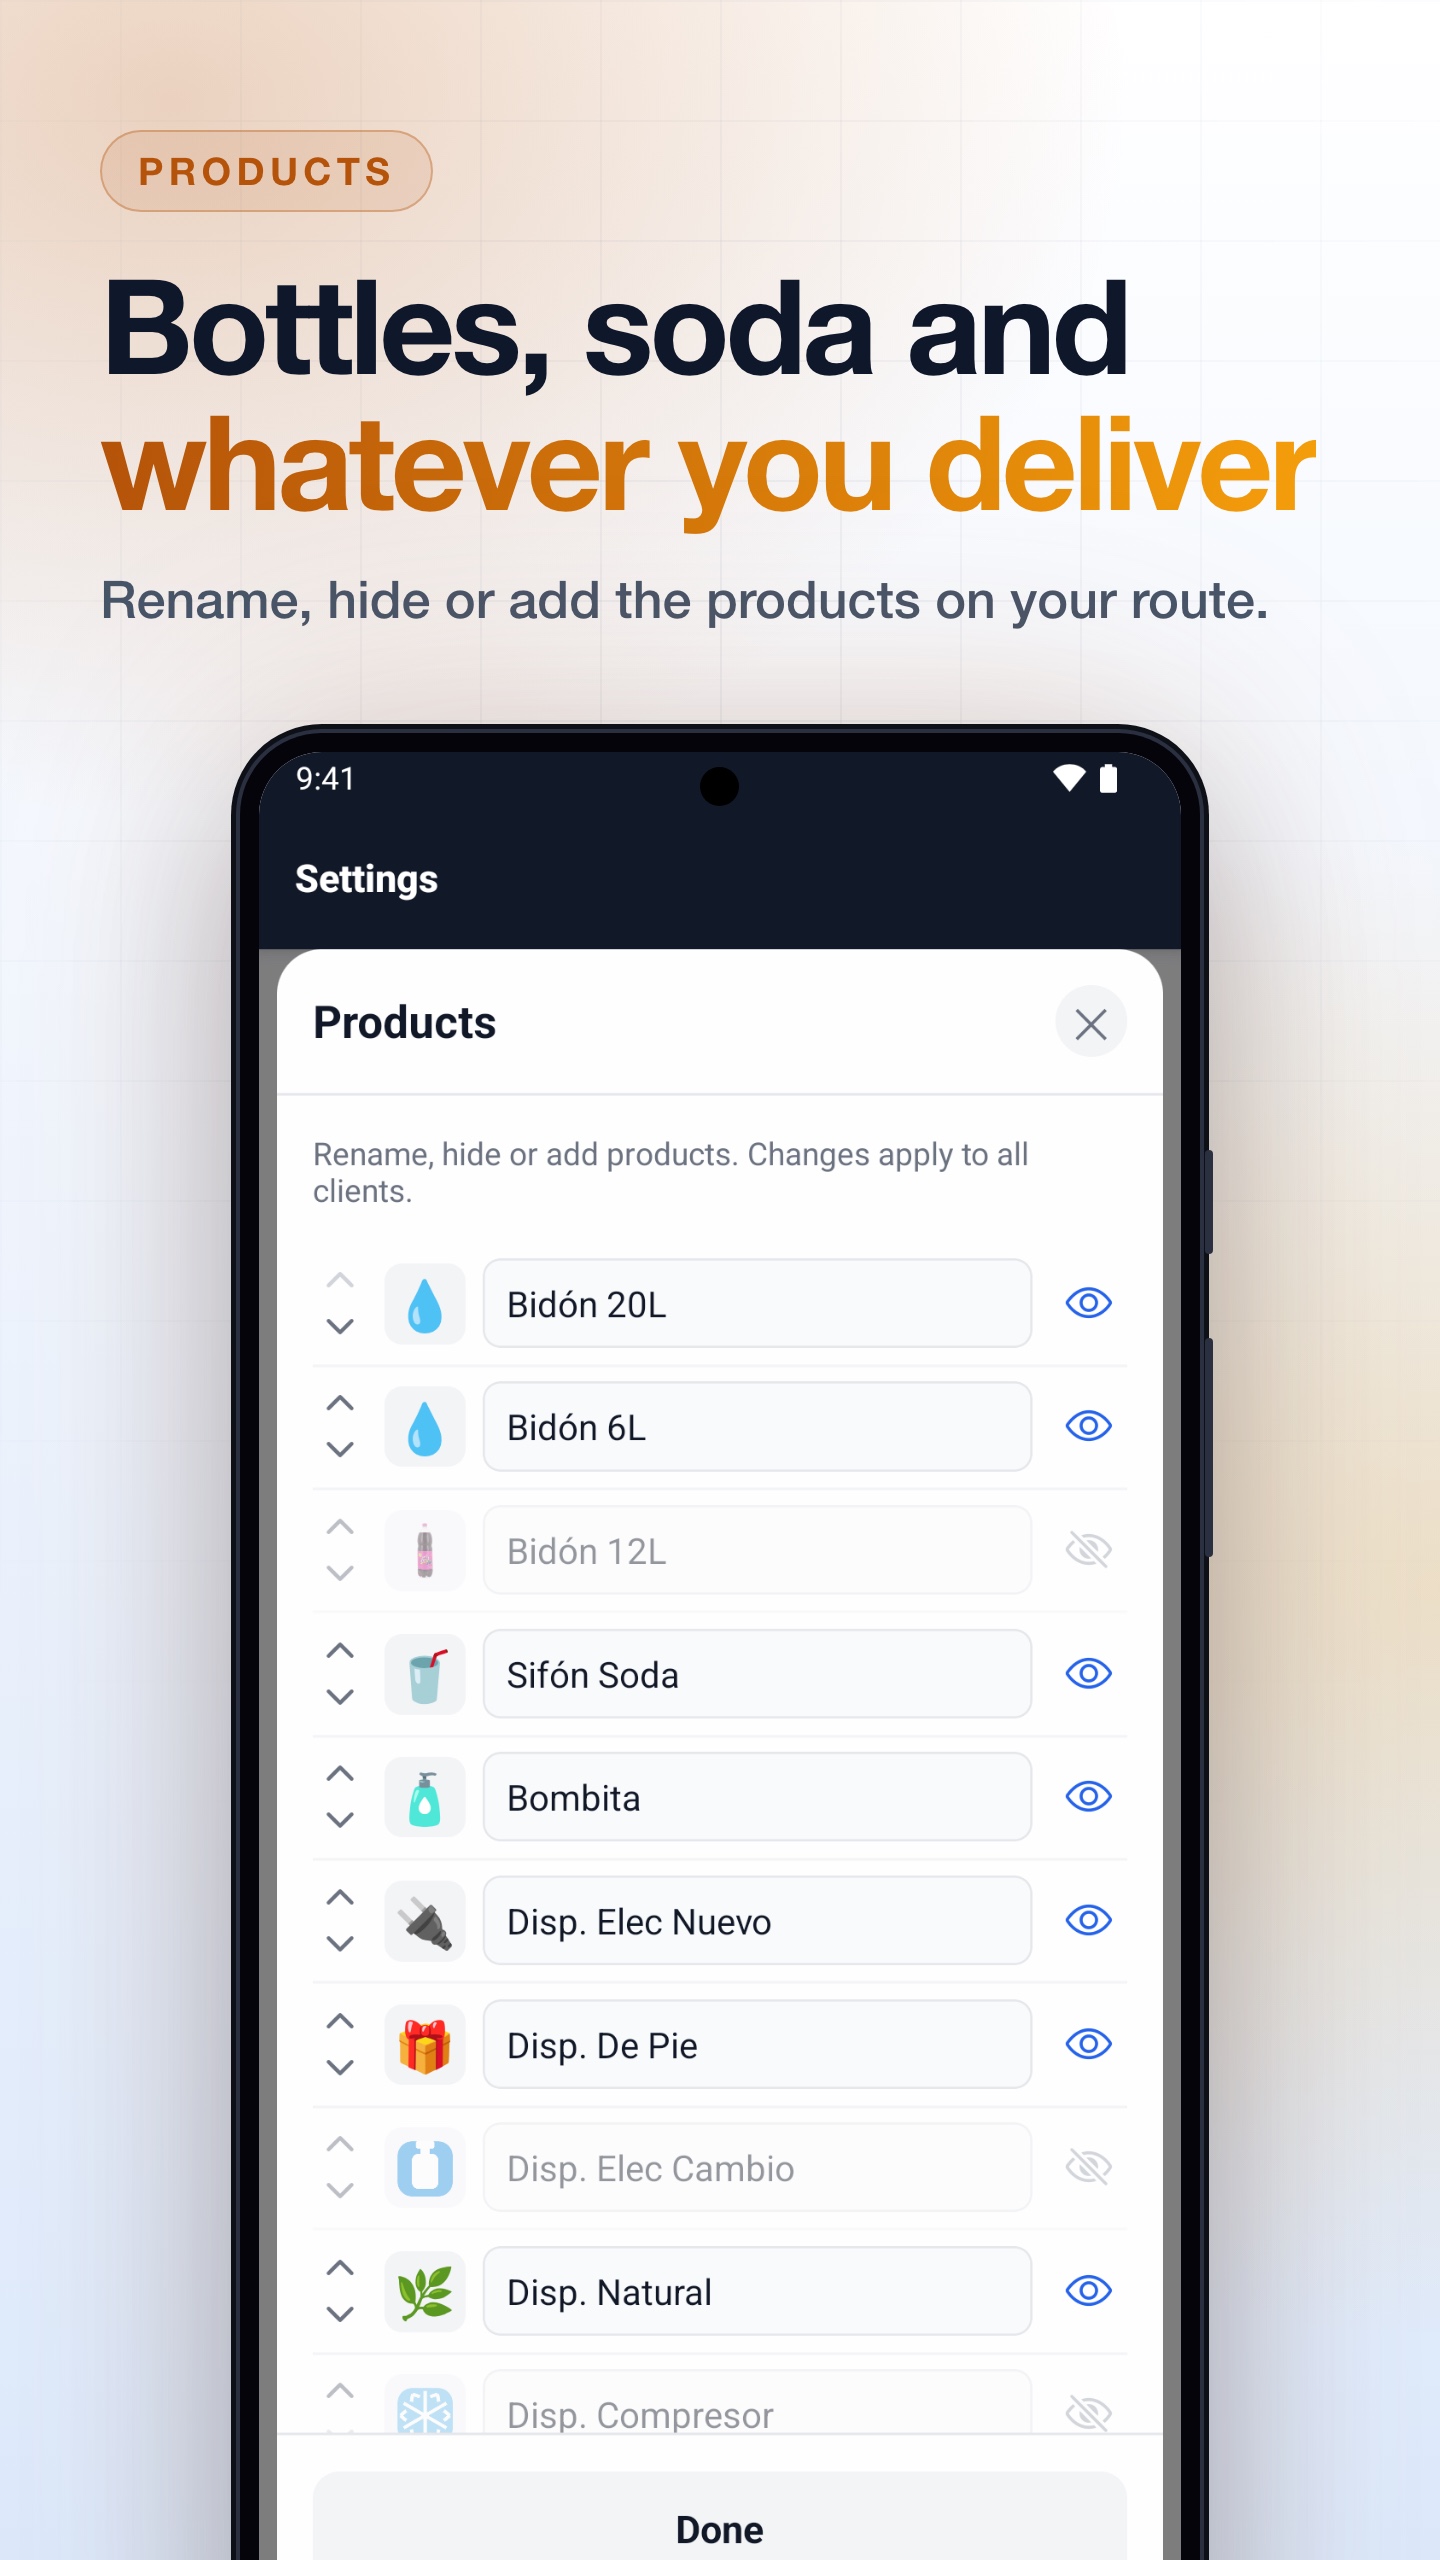 PRODUCTS
Bottles, soda and
whatever you deliver
Rename, hide or add the products on your route.
9:41
Settings
Products
Rename, hide or add products. Changes apply to all
clients.
Bidón 20L
Bidón 6L
Bidón 12L
Sifón Soda
Bombita
Disp. Elec Nuevo
Disp. De Pie
Disp. Elec Cambio
Disp. Natural
Disp. Compresor
Done